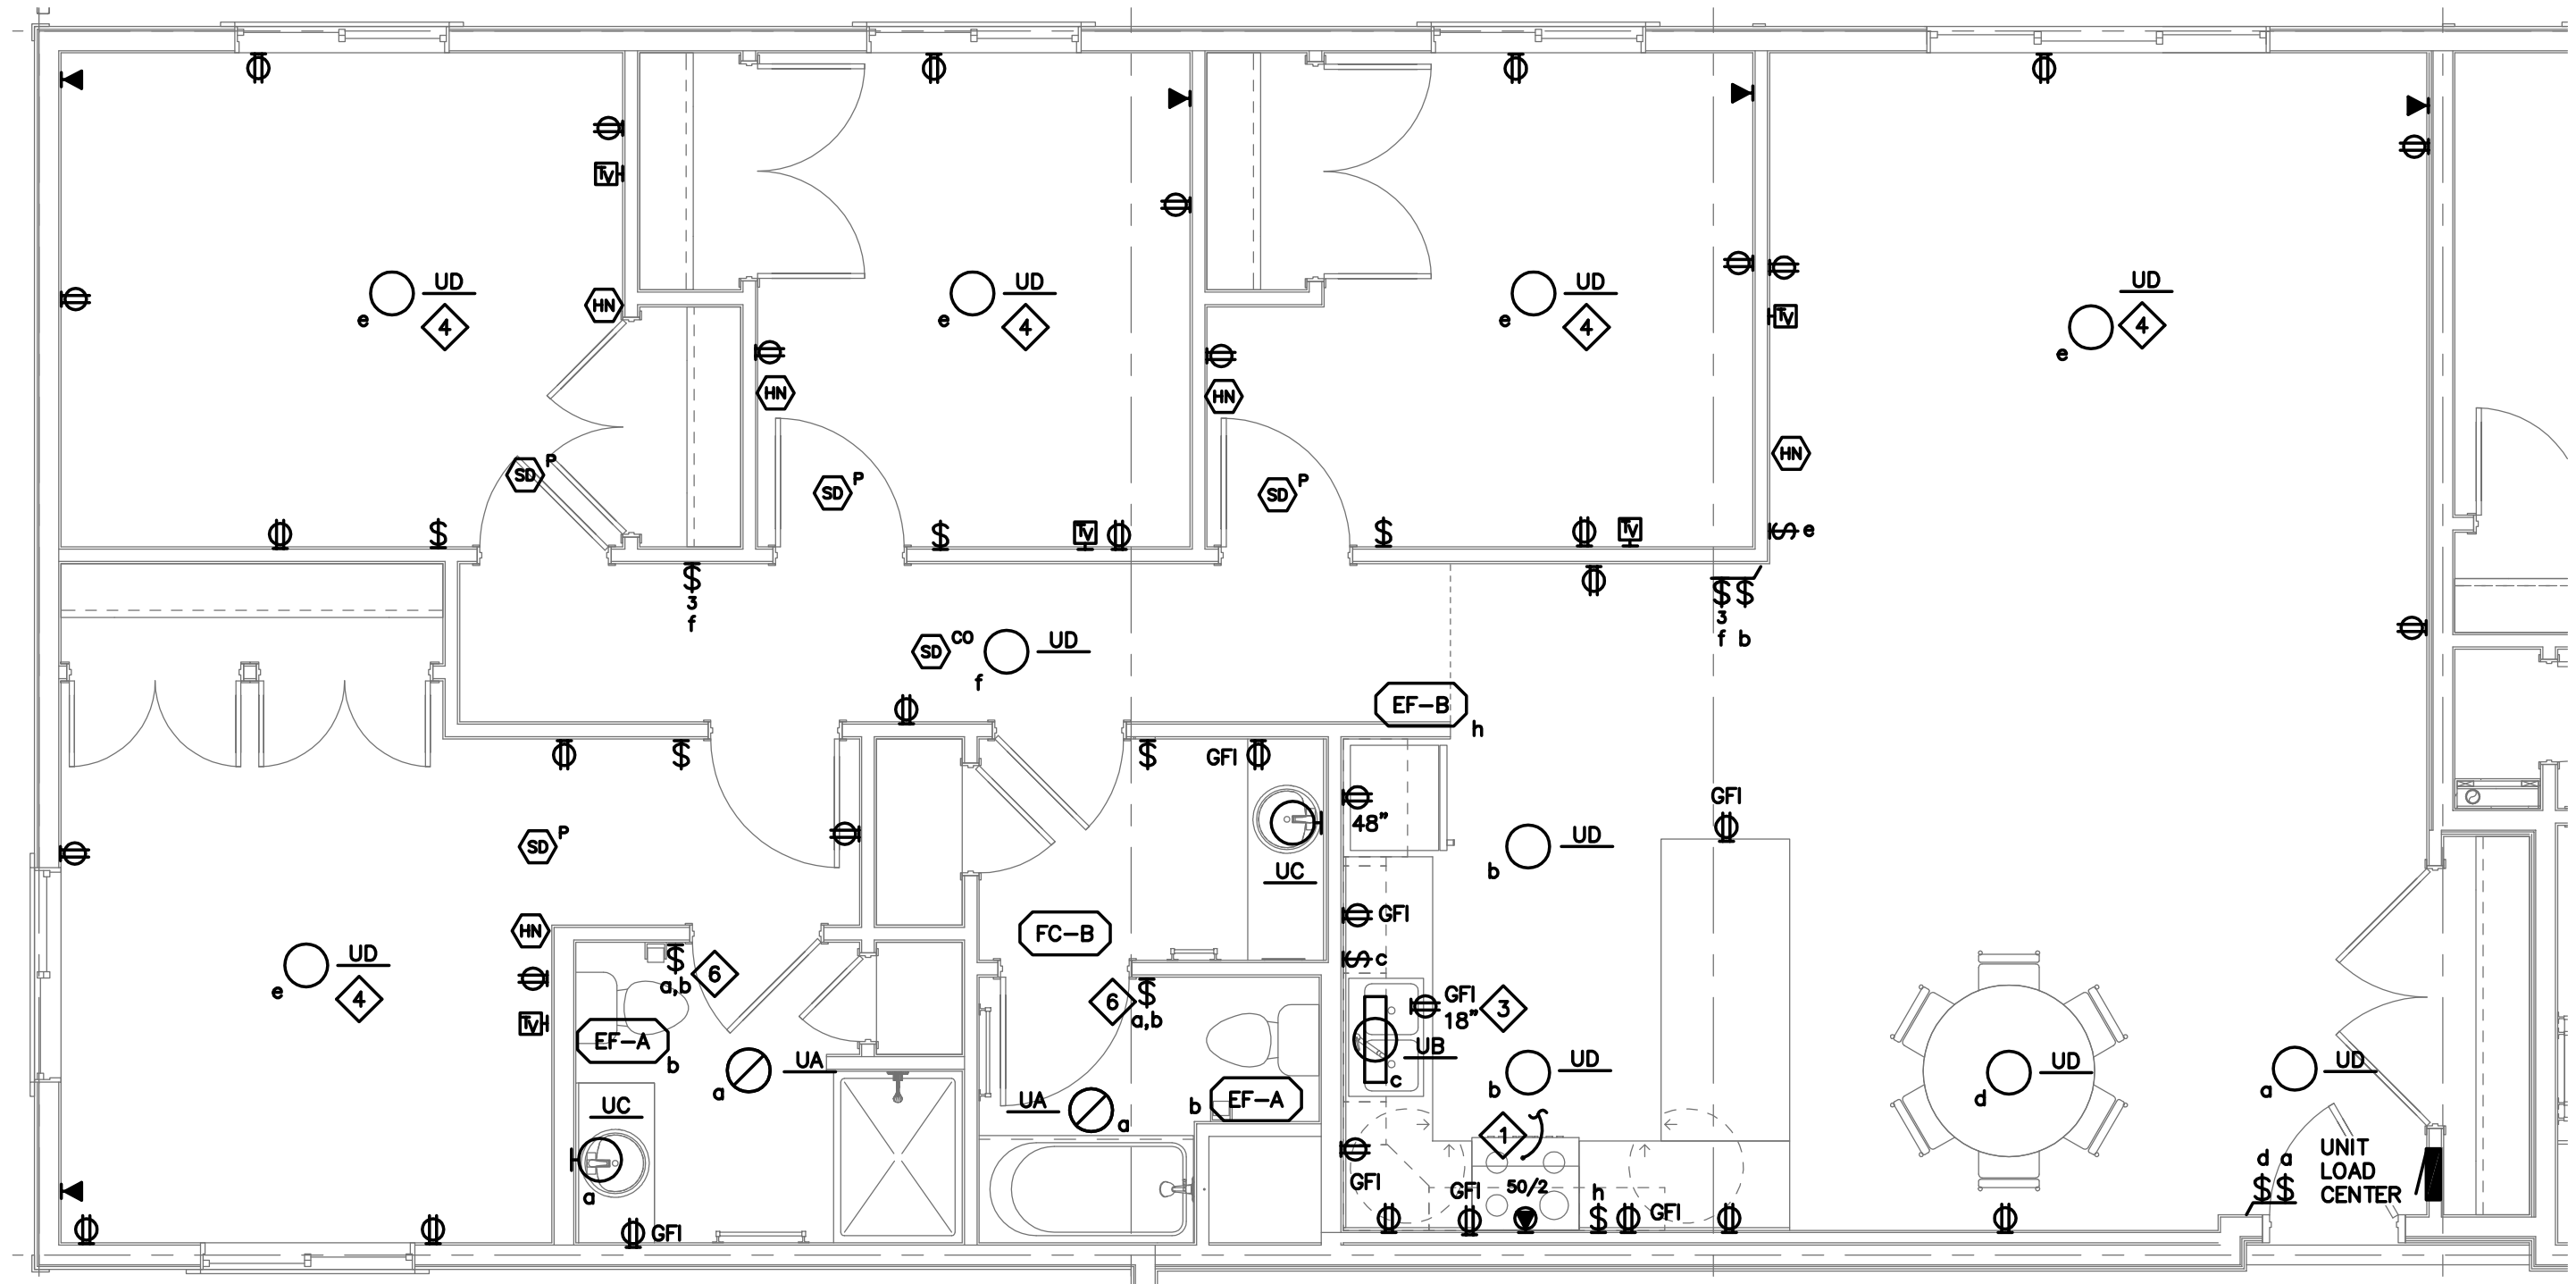 TV
UD
e
4
HN
UD
e
4
UD
e
4
TV
UD
e
4
HN
HN
HN
SD P
SD P
SD P
$
$
TV
$
TV
$ e
$
3
f
$ $
3
f b
SD CO
UD
f
EF-B
h
$
$
GFI
48"
GFI
UD
b
SD P
UC
HN
FC-B
GFI
UD
e
4
$
a,b
6
$ c
TV
6
$
a,b
GFI
18"
3
EF-A
b
UA
a
UB
c
UD
b
UD
d
UD
a
UC
a
UA
a
b
EF-A
1
GFI
GFI
50/2
h
$
GFI
d a
$ $
UNIT
LOAD
CENTER
GFI